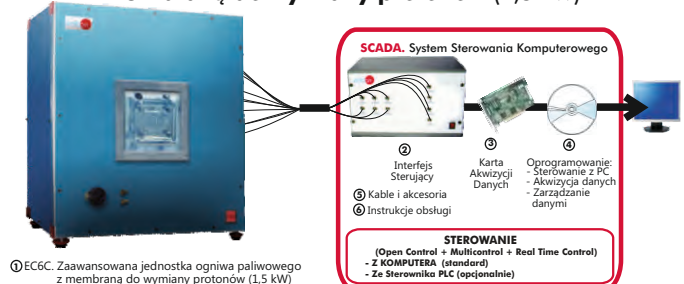 SCADA. System Sterowania Komputerowego
②
Interfejs
Sterujący
③
Karta
Akwizycji
Danych
④
Oprogramowanie:
- Sterowanie z PC
- Akwizycja danych
- Zarządzanie
danymi
⑤ Kable i akcesoria
⑥ Instrukcje obsługi
STEROWANIE
(Open Control + Multicontrol + Real Time Control)
- Z KOMPUTERA (standard)
- Ze Sterownika PLC (opcjonalnie)
① EC6C. Zaawansowana jednostka ogniwa paliwowego
z membraną do wymiany protonów (1,5 kW)